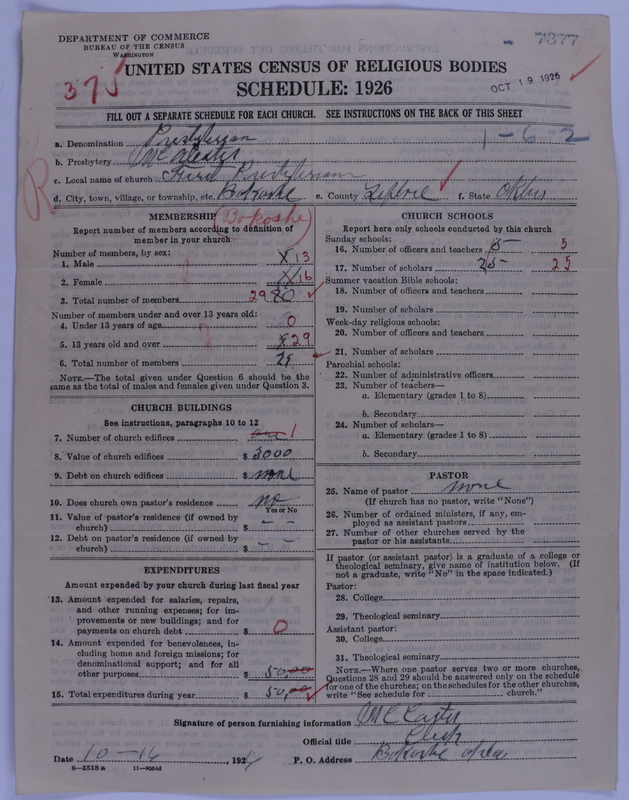 DEPARTMENT OF COMMERCE
BUREAU OF THE CENSUS
WASHINGTON
7377
375
OCT 19 1926
UNITED STATES CENSUS OF RELIGIOUS BODIES
SCHEDULE: 1926
FILL OUT A SEPARATE SCHEDULE FOR EACH CHURCH. SEE INSTRUCTIONS ON THE BACK OF THIS SHEET
1-6-2
a. Denomination Presbyterian
b. Presbytery McAlester
c. Local name of church First Presbyterian
d. City, town, village, or township, etc. Bokoshe e. County Leflore f. State Okla
R
Bokoshe
MEMBERSHIP
Report number of members according to definition of
member in your church
Number of members, by sex:
1. Male 13
2. Female 16
3. Total number of members 29
Number of members under and over 13 years old:
4. Under 13 years of age 0
5. 13 years old and over 29
6. Total number of members 29
NOTE.—The total given under Question 6 should be the
same as the total of males and females given under Question 3.
CHURCH BUILDINGS
See instructions, paragraphs 10 to 12
7. Number of church edifices one 1
8. Value of church edifices $ 3000
9. Debt on church edifices $ none
10. Does church own pastor's residence no
Yes or No
11. Value of pastor's residence (if owned by
church) $ – –
12. Debt on pastor's residence (if owned by
church) $ – –
EXPENDITURES
Amount expended by your church during last fiscal year
13. Amount expended for salaries, repairs,
and other running expenses; for im-
provements or new buildings; and for
payments on church debt $ 0
14. Amount expended for benevolences, in-
cluding home and foreign missions; for
denominational support; and for all
other purposes $ 50,00
15. Total expenditures during year $ 50,00
CHURCH SCHOOLS
Report here only schools conducted by this church
Sunday schools:
16. Number of officers and teachers 5
17. Number of scholars 25 25
Summer vacation Bible schools:
18. Number of officers and teachers
19. Number of scholars
Week-day religious schools:
20. Number of officers and teachers
21. Number of scholars
Parochial schools:
22. Number of administrative officers
23. Number of teachers—
a. Elementary (grades 1 to 8)
b. Secondary
24. Number of scholars—
a. Elementary (grades 1 to 8)
b. Secondary
PASTOR
25. Name of pastor none
(If church has no pastor, write "None")
26. Number of ordained ministers, if any, em-
ployed as assistant pastors
27. Number of other churches served by the
pastor or his assistants
If pastor (or assistant pastor) is a graduate of a college or
theological seminary, give name of institution below. (If
not a graduate, write "No" in the space indicated.)
Pastor:
28. College
29. Theological seminary
Assistant pastor:
30. College
31. Theological seminary
NOTE.—Where one pastor serves two or more churches,
Questions 28 and 29 should be answered only on the schedule
for one of the churches; on the schedules for the other churches,
write "See schedule for church."
Signature of person furnishing information
Official title Clerk
Date 10-16, 192 P. O. Address Bokoshe Okla
8-5518 a 11-9054d